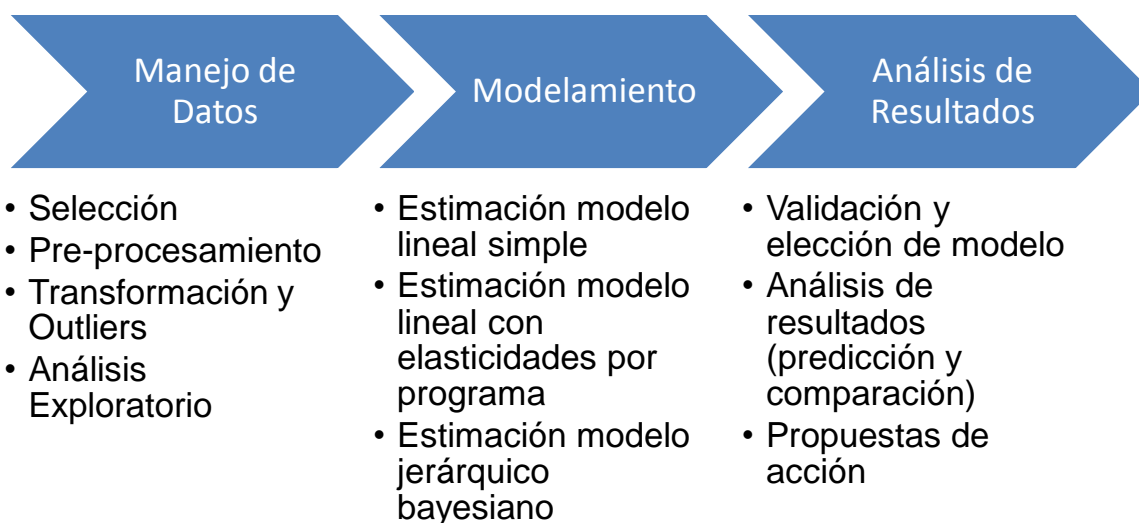 Manejo de
Datos
• Selección
• Pre-procesamiento
• Transformación y
Outliers
• Análisis
Exploratorio
Modelamiento
• Estimación modelo
lineal simple
• Estimación modelo
lineal con
elasticidades por
programa
• Estimación modelo
jerárquico
bayesiano
Análisis de
Resultados
• Validación y
elección de modelo
• Análisis de
resultados
(predicción y
comparación)
• Propuestas de
acción